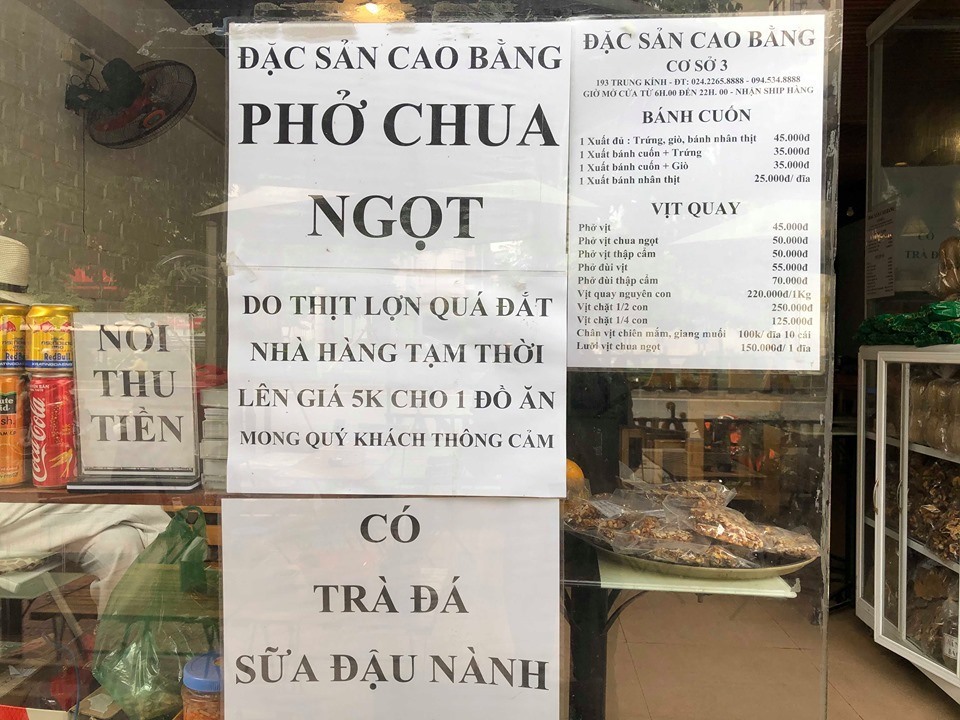 ĐẶC SẢN CAO BẰNG
PHỞ CHUA
NGỌT
DO THỊT LỢN QUÁ ĐẮT
NHÀ HÀNG TẠM THỜI
LÊN GIÁ 5K CHO 1 ĐỒ ĂN
MONG QUÝ KHÁCH THÔNG CẢM
CÓ
TRÀ ĐÁ
SỮA ĐẬU NÀNH
ĐẶC SẢN CAO BẰNG
CƠ SỞ 3
193 TRUNG KÍNH - ĐT: 024.2265.8888 - 094.534.8888
GIỜ MỞ CỬA TỪ 6H.00 ĐẾN 22H. 00 - NHẬN SHIP HÀNG
BÁNH CUỐN
1 Xuất đủ : Trứng, giò, bánh nhân thịt 45.000đ
1 Xuất bánh cuốn + Trứng 35.000đ
1 Xuất bánh cuốn + Giò 35.000đ
1 Xuất bánh nhân thịt 25.000đ/ đĩa
VỊT QUAY
Phở vịt 45.000đ
Phở vịt chua ngọt 50.000đ
Phở vịt thập cẩm 50.000đ
Phở đùi vịt 55.000đ
Phở đùi thập cẩm 70.000đ
Vịt quay nguyên con 220.000đ/1Kg
Vịt chặt 1/2 con 250.000đ
Vịt chặt 1/4 con 125.000đ
Chân vịt chiên mắm, giang muối 100k/ đĩa 10 cái
Lưỡi vịt chua ngọt 150.000đ/ 1 đĩa
NƠI
THU
TIỀN
RedBull
Coca-Cola
CÓ
TRÀ